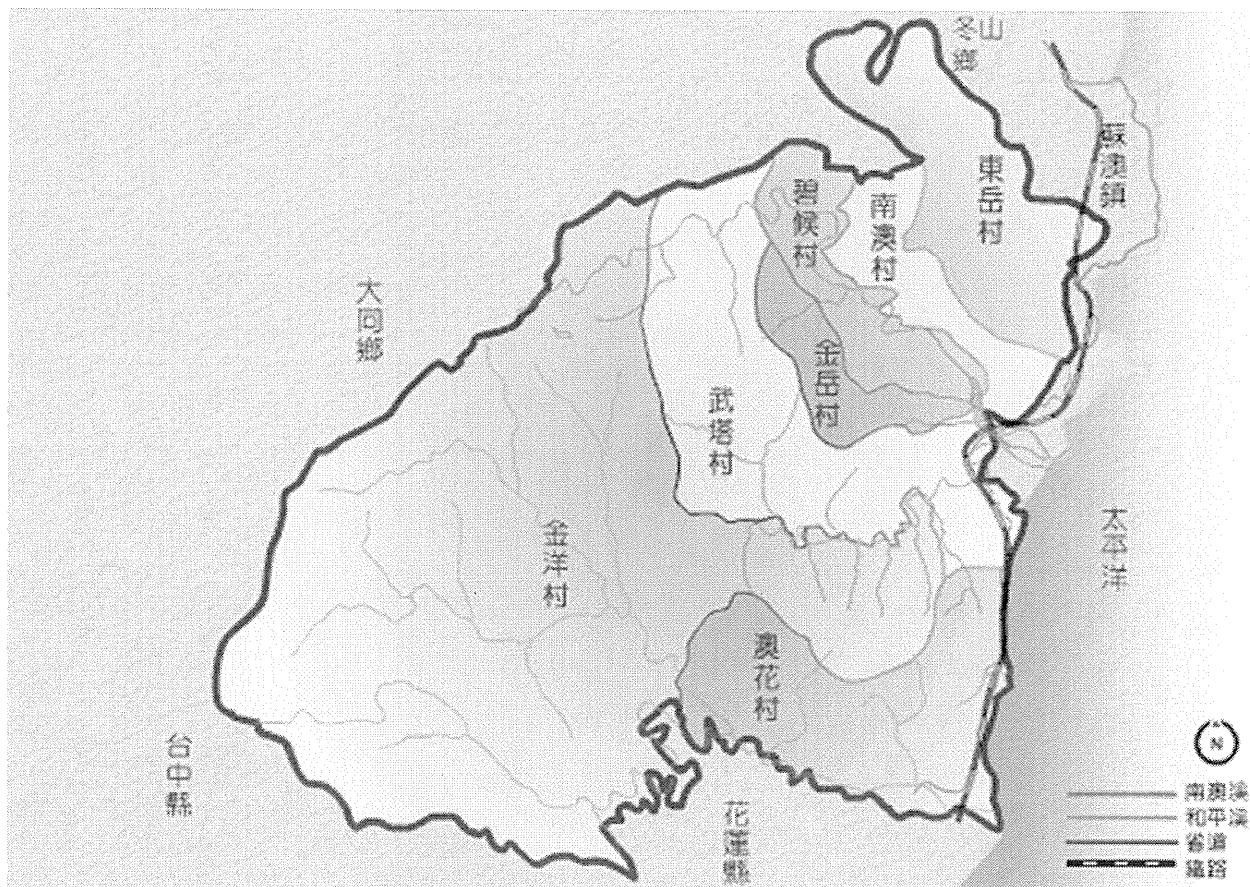 冬山鄉
蘇澳鎮
東岳村
南澳村
碧候村
金岳村
武塔村
大同鄉
金洋村
澳花村
太平洋
台中縣
花蓮縣
N
南澳溪
和平溪
省道
鐵路